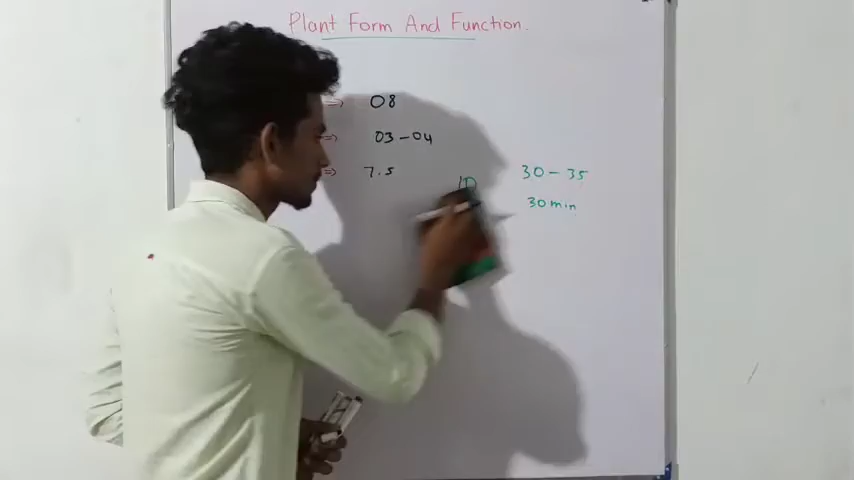 Plant Form And Function.
=> 08
=> 03-04
=> 7.5
30-35
30 min